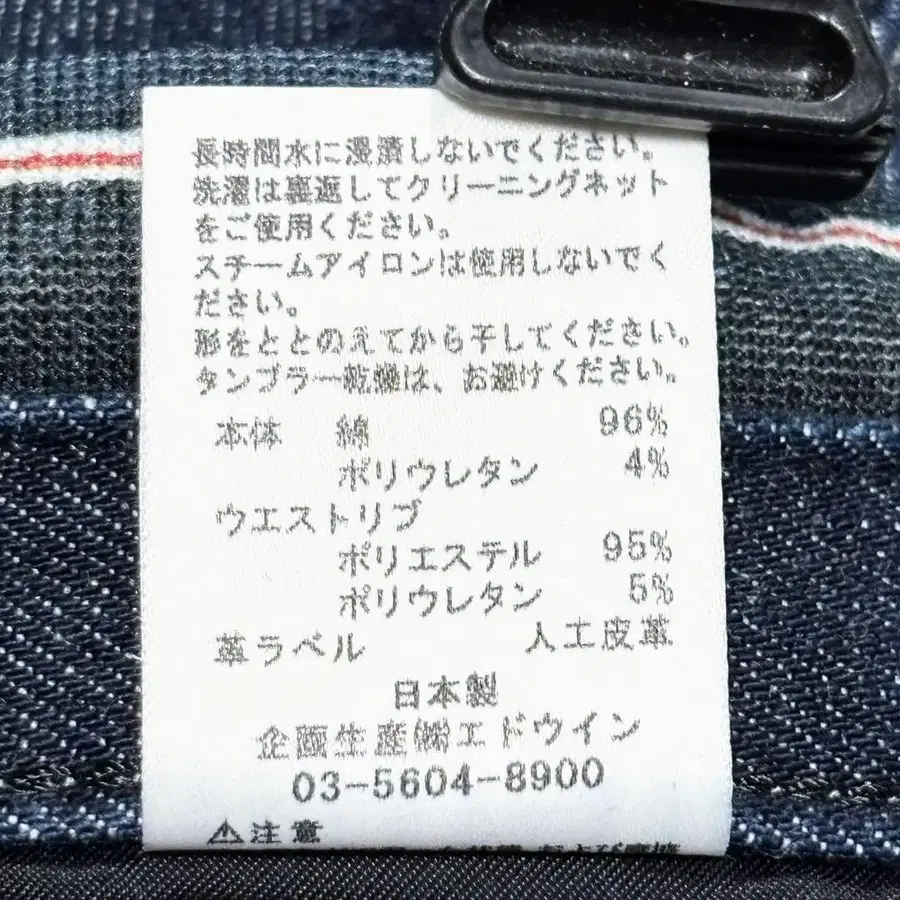 長時間水に浸漬しないでください。
洗濯は裏返してクリーニングネット
をご使用ください。
スチームアイロンは使用しないでく
ださい。
形をととのえてから干してください。
タンブラー乾燥は、お避けください。
本体 綿 96%
ポリウレタン 4%
ウエストリブ
ポリエステル 95%
ポリウレタン 5%
革ラベル 人工皮革
日本製
企画生産㈱エドウイン
03-5604-8900
⚠注意